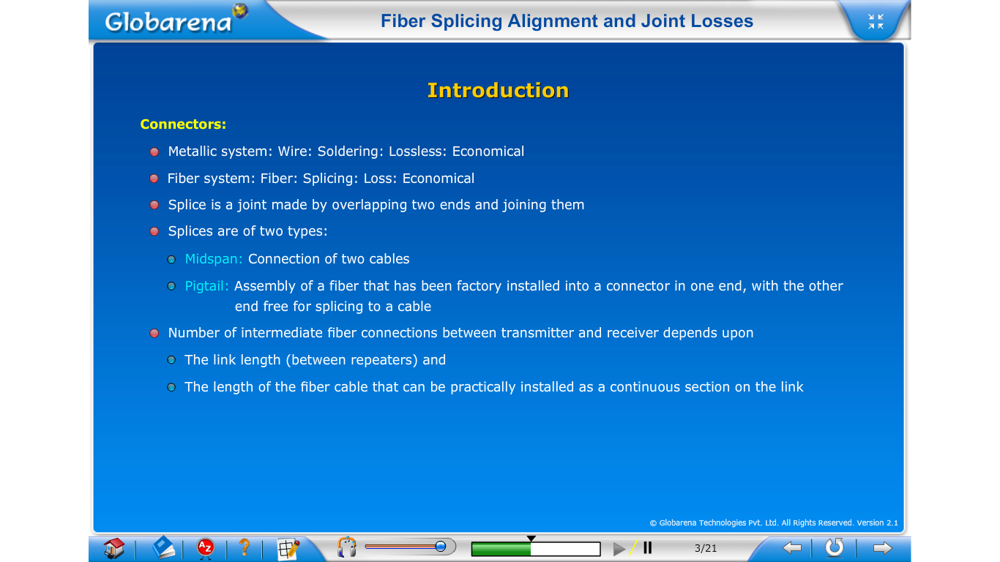 Globarena
Fiber Splicing Alignment and Joint Losses
Introduction
Connectors:
Metallic system: Wire: Soldering: Lossless: Economical
Fiber system: Fiber: Splicing: Loss: Economical
Splice is a joint made by overlapping two ends and joining them
Splices are of two types:
Midspan: Connection of two cables
Pigtail: Assembly of a fiber that has been factory installed into a connector in one end, with the other
end free for splicing to a cable
Number of intermediate fiber connections between transmitter and receiver depends upon
The link length (between repeaters) and
The length of the fiber cable that can be practically installed as a continuous section on the link
© Globarena Technologies Pvt. Ltd. All Rights Reserved. Version 2.1
AZ
?
3/21